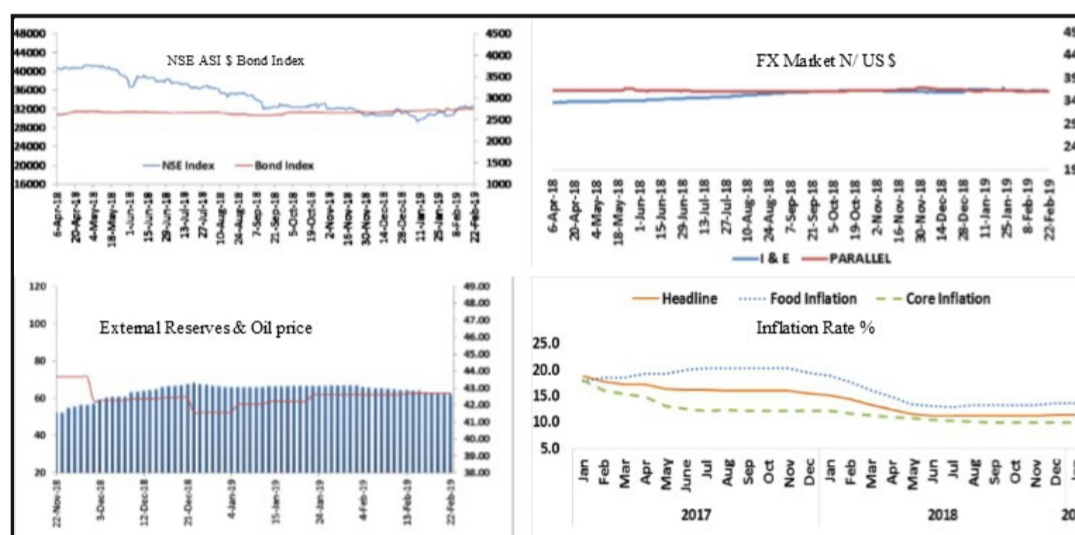 NSE ASI $ Bond Index
48000
44000
40000
36000
32000
28000
24000
20000
16000
4500
4000
3500
3000
2500
2000
1500
1000
NSE Index
Bond Index
6-Apr-18
20-Apr-18
4-May-18
18-May-18
1-Jun-18
15-Jun-18
29-Jun-18
13-Jul-18
27-Jul-18
10-Aug-18
24-Aug-18
7-Sep-18
21-Sep-18
5-Oct-18
19-Oct-18
2-Nov-18
16-Nov-18
30-Nov-18
14-Dec-18
28-Dec-18
11-Jan-19
25-Jan-19
8-Feb-19
22-Feb-19
FX Market N/ US $
6-Apr-18
20-Apr-18
4-May-18
18-May-18
1-Jun-18
15-Jun-18
29-Jun-18
13-Jul-18
27-Jul-18
10-Aug-18
24-Aug-18
7-Sep-18
21-Sep-18
5-Oct-18
19-Oct-18
2-Nov-18
16-Nov-18
30-Nov-18
14-Dec-18
28-Dec-18
11-Jan-19
25-Jan-19
8-Feb-19
22-Feb-19
I & E
PARALLEL
External Reserves & Oil price
120
100
80
60
40
20
49.00
48.00
47.00
46.00
45.00
44.00
43.00
42.00
41.00
40.00
39.00
38.00
22-Nov-18
3-Dec-18
12-Dec-18
21-Dec-18
4-Jan-19
15-Jan-19
24-Jan-19
4-Feb-19
13-Feb-19
22-Feb-19
Headline
Food Inflation
Core Inflation
Inflation Rate %
25.0
20.0
15.0
10.0
5.0
Jan
Feb
Mar
Apr
May
June
Jul
Aug
Sep
Oct
Nov
Dec
Jan
Feb
Mar
Apr
May
Jun
Jul
Aug
Sep
Oct
Nov
Dec
2017
2018